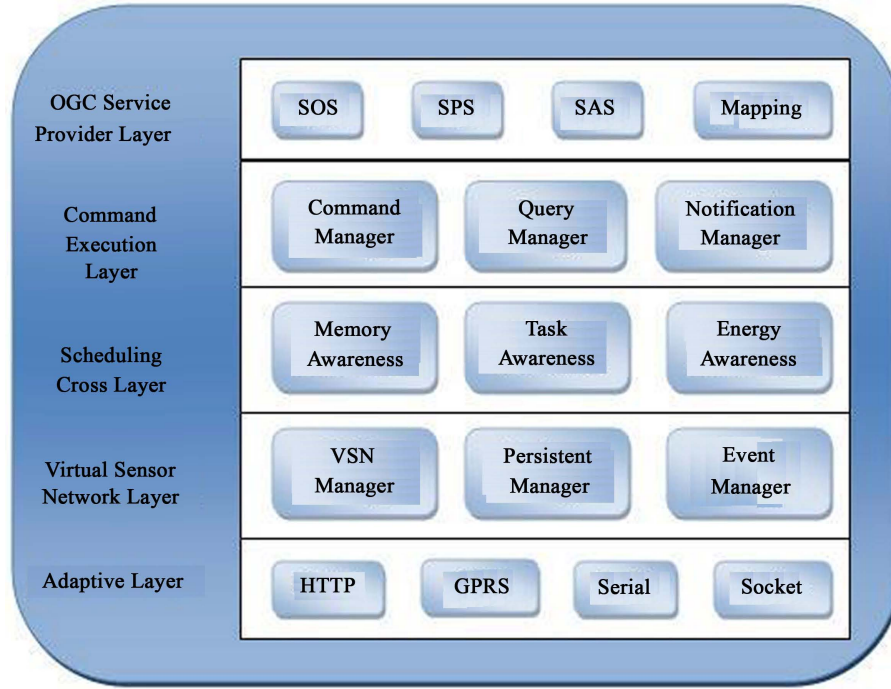 OGC Service
Provider Layer
SOS
SPS
SAS
Mapping
Command
Execution
Layer
Command
Manager
Query
Manager
Notification
Manager
Scheduling
Cross Layer
Memory
Awareness
Task
Awareness
Energy
Awareness
Virtual Sensor
Network Layer
VSN
Manager
Persistent
Manager
Event
Manager
Adaptive Layer
HTTP
GPRS
Serial
Socket